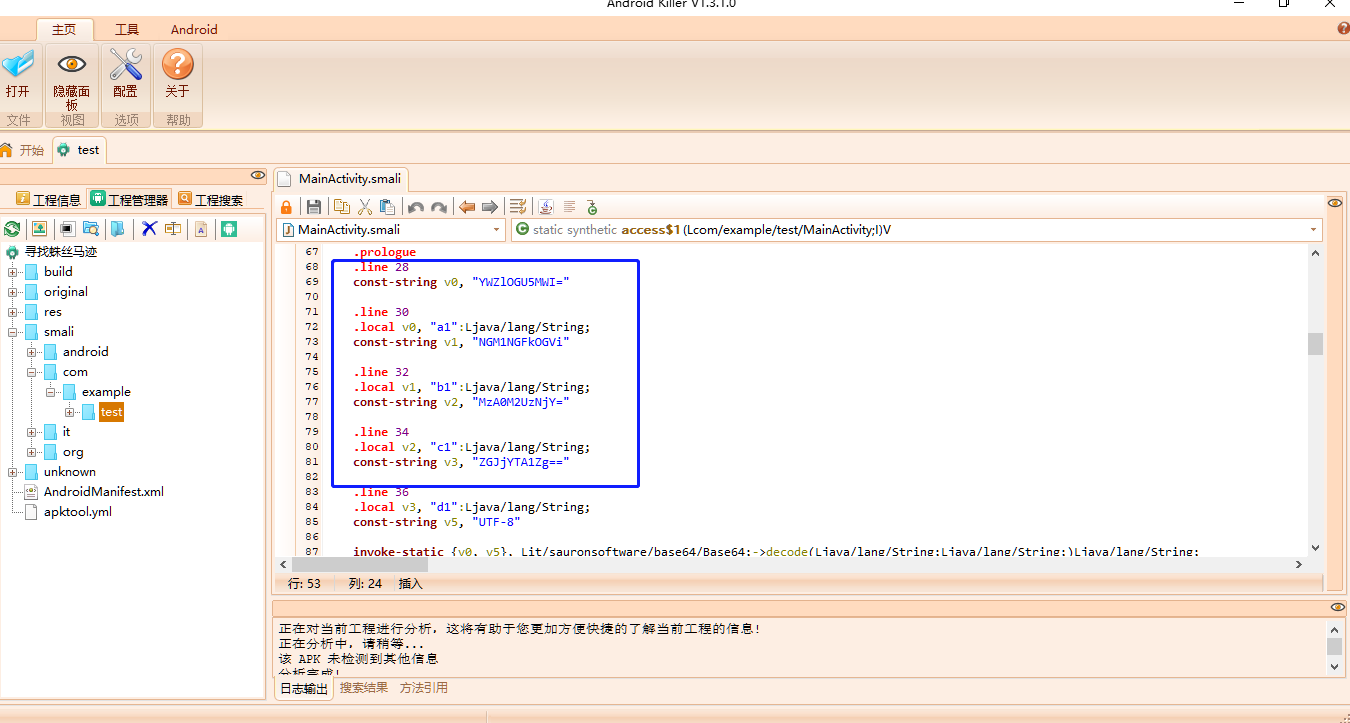 Android Killer V1.3.1.0
主页 工具 Android
打开 隐藏面板 配置 关于
文件 视图 选项 帮助
开始 test
工程信息 工程管理器 工程搜索
寻找蛛丝马迹
build
original
res
smali
android
com
example
test
it
org
unknown
AndroidManifest.xml
apktool.yml
MainActivity.smali
MainActivity.smali static synthetic access$1 (Lcom/example/test/MainActivity;I)V
67 .prologue
68 .line 28
69 const-string v0, "YWZlOGU5MWI="
70
71 .line 30
72 .local v0, "a1":Ljava/lang/String;
73 const-string v1, "NGM1NGFkOGVi"
74
75 .line 32
76 .local v1, "b1":Ljava/lang/String;
77 const-string v2, "MzA0M2UzNjY="
78
79 .line 34
80 .local v2, "c1":Ljava/lang/String;
81 const-string v3, "ZGJjYTA1Zg=="
82
83 .line 36
84 .local v3, "d1":Ljava/lang/String;
85 const-string v5, "UTF-8"
86
87 invoke-static {v0, v5}, Lit/sauronsoftware/base64/Base64;->decode(Ljava/lang/String;Ljava/lang/String;)Ljava/lang/String;
行: 53 列: 24 插入
正在对当前工程进行分析，这将有助于您更加方便快捷的了解当前工程的信息！
正在分析中，请稍等...
该 APK 未检测到其他信息
分析完成!
日志输出 搜索结果 方法引用